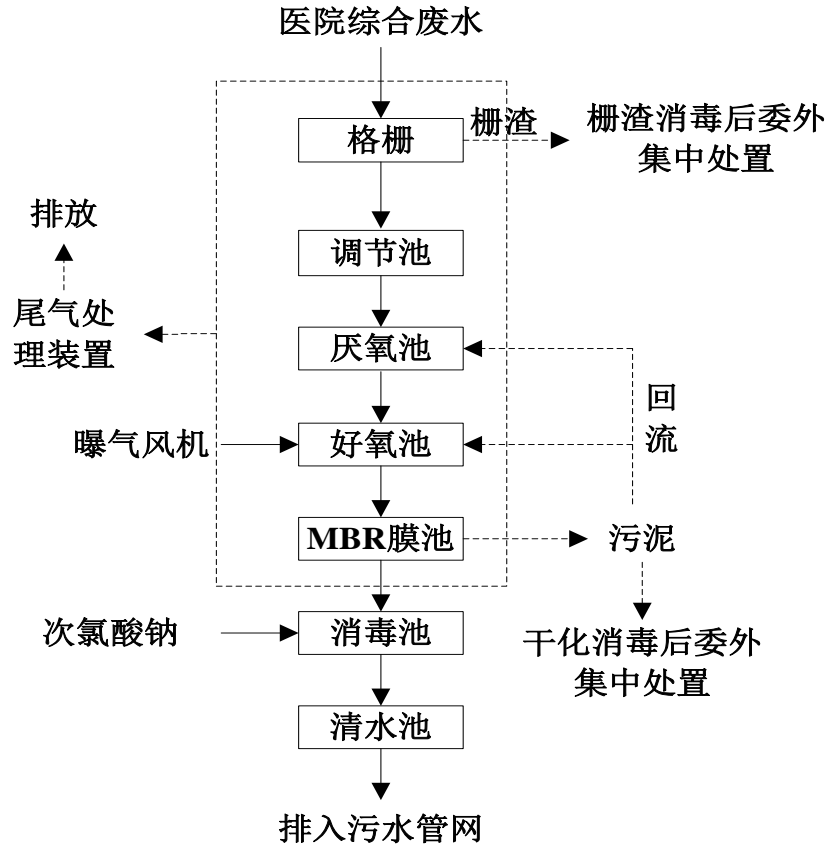 医院综合废水
栅渣
格栅
栅渣消毒后委外
集中处置
排放
调节池
尾气处
理装置
厌氧池
回
流
曝气风机
好氧池
MBR膜池
污泥
次氯酸钠
消毒池
干化消毒后委外
集中处置
清水池
排入污水管网